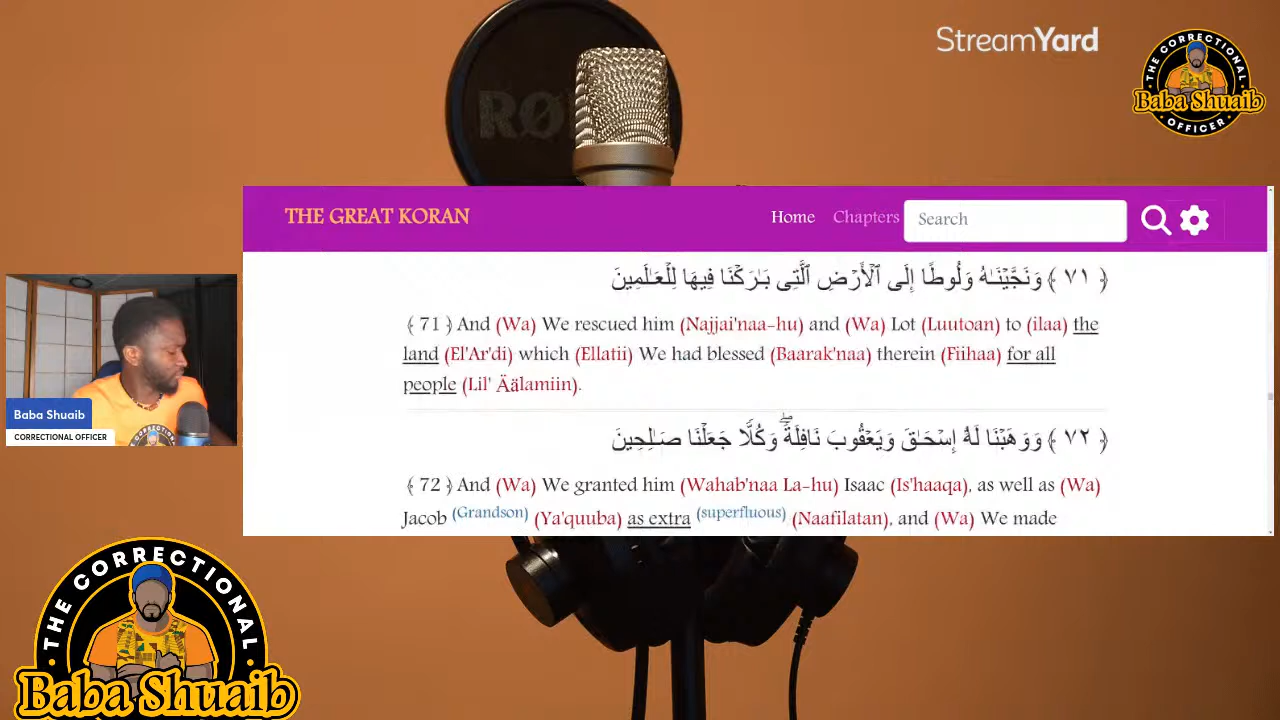 StreamYard
THE CORRECTIONAL
Baba Shuaib
OFFICER
RØ
THE GREAT KORAN
Home Chapters Search
﴿ ٧١ ﴾ وَنَجَّيْنَـٰهُ وَلُوطًا إِلَى ٱلْأَرْضِ ٱلَّتِى بَـٰرَكْنَا فِيهَا لِلْعَـٰلَمِينَ
﴾ 71 ﴿ And (Wa) We rescued him (Najjai'naa-hu) and (Wa) Lot (Luutoan) to (ilaa) the
land (El'Ar'di) which (Ellatii) We had blessed (Baarak'naa) therein (Fiihaa) for all
people (Lil' Äälamiin).
﴿ ٧٢ ﴾ وَوَهَبْنَا لَهُۥٓ إِسْحَـٰقَ وَيَعْقُوبَ نَافِلَةًۖ وَكُلًّا جَعَلْنَا صَـٰلِحِينَ
﴾ 72 ﴿ And (Wa) We granted him (Wahab'naa La-hu) Isaac (Is'haaqa), as well as (Wa)
Jacob (Grandson) (Ya'quuba) as extra (superfluous) (Naafilatan), and (Wa) We made
Baba Shuaib
CORRECTIONAL OFFICER
THE CORRECTIONAL
Baba Shuaib